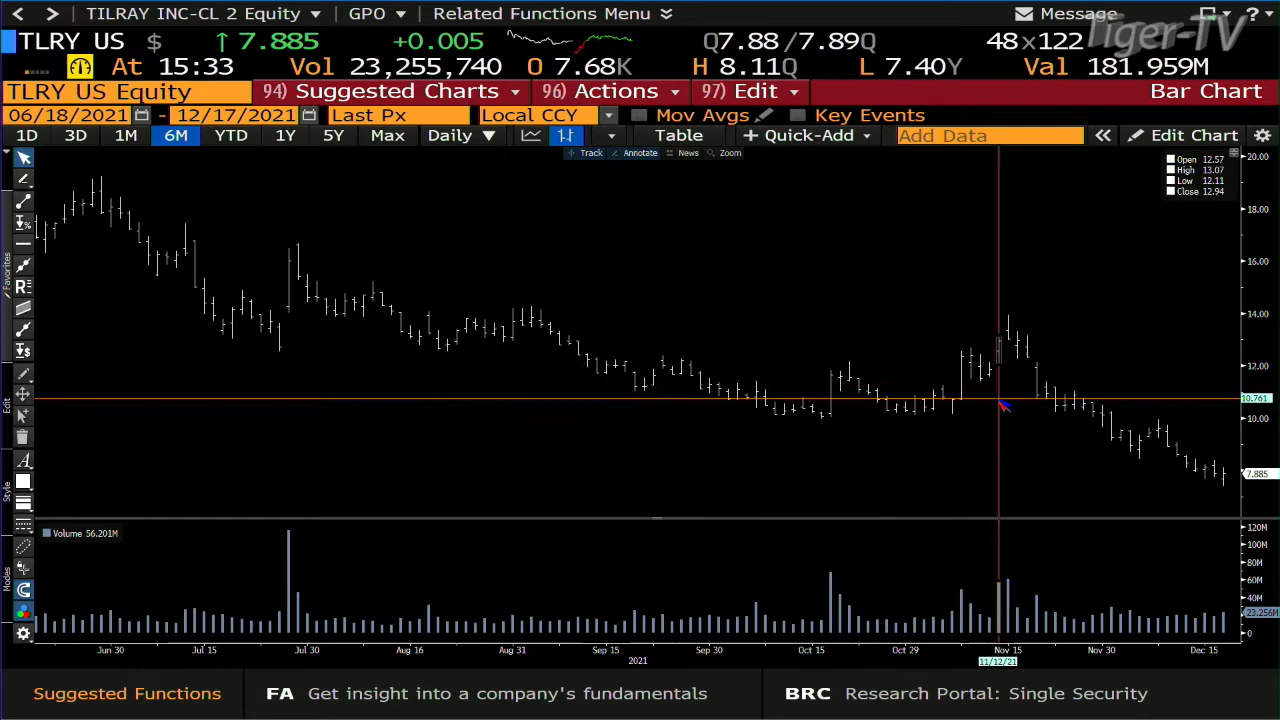 TILRAY INC-CL 2 Equity GPO Related Functions Menu Message ?
TLRY US $ ↑ 7.885 +0.005 Q7.88 /7.89Q 48x122 Tiger-TV
At 15:33 Vol 23,255,740 O 7.68K H 8.11Q L 7.40Y Val 181.959M
TLRY US Equity 94) Suggested Charts 96) Actions 97) Edit Bar Chart
06/18/2021 - 12/17/2021 Last Px Local CCY Mov Avgs Key Events
1D 3D 1M 6M YTD 1Y 5Y Max Daily ▼ Table + Quick-Add Add Data « Edit Chart
Track Annotate News Zoom
Open 12.57
High 13.07
Low 12.11
Close 12.94
20.00
18.00
16.00
14.00
12.00
10.761
10.00
7.885
Favorites
Edit
Style
Modes
Volume 56.201M
120M
100M
80M
60M
40M
23.256M
0
Jun 30 Jul 15 Jul 30 Aug 16 Aug 31 Sep 15 Sep 30 Oct 15 Oct 29 Nov 15 Nov 30 Dec 15
2021 11/12/21
Suggested Functions FA Get insight into a company's fundamentals BRC Research Portal: Single Security